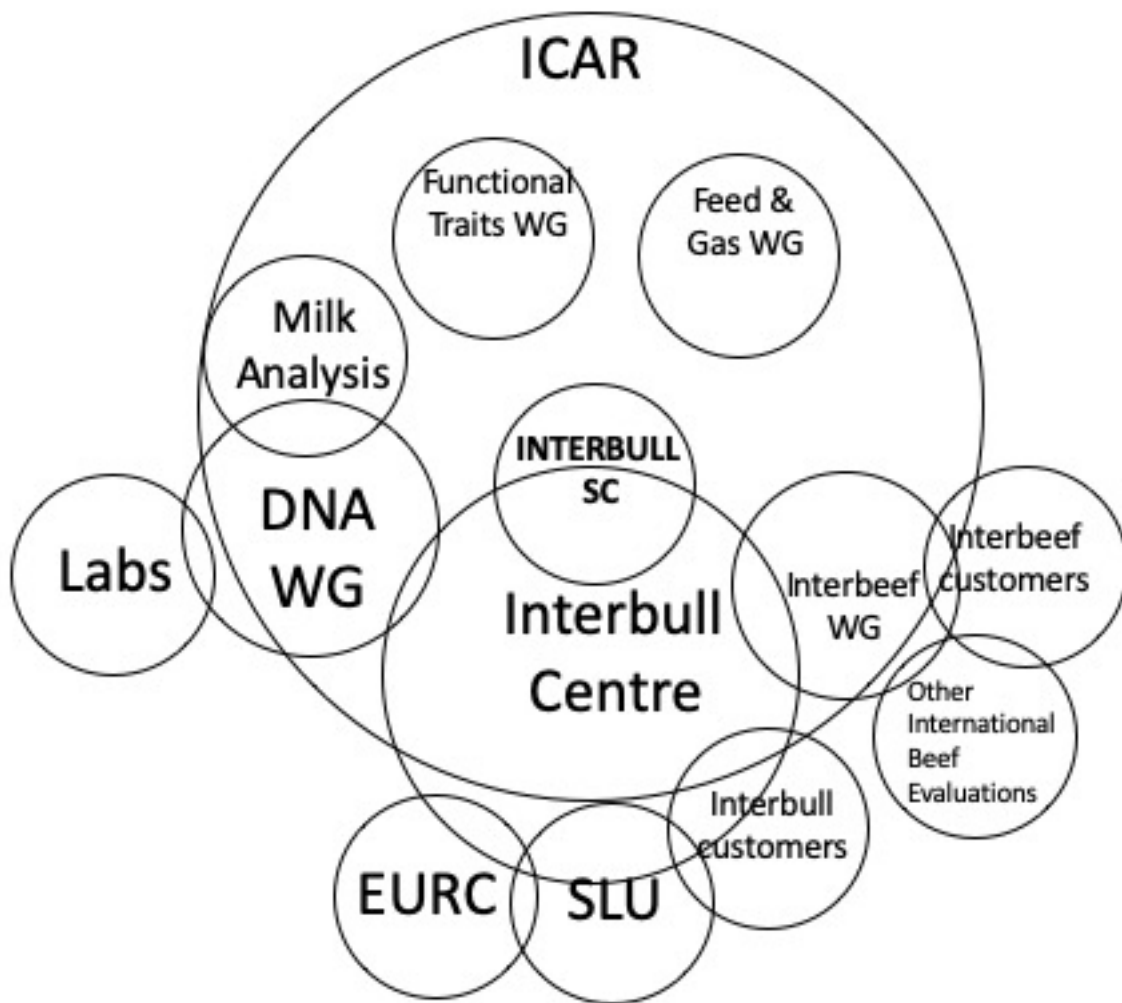 ICAR
Functional
Traits WG
Feed &
Gas WG
Milk
Analysis
INTERBULL
SC
DNA
WG
Labs
Interbull
Centre
Interbeef
WG
Interbeef
customers
Other
International
Beef
Evaluations
Interbull
customers
EURC
SLU